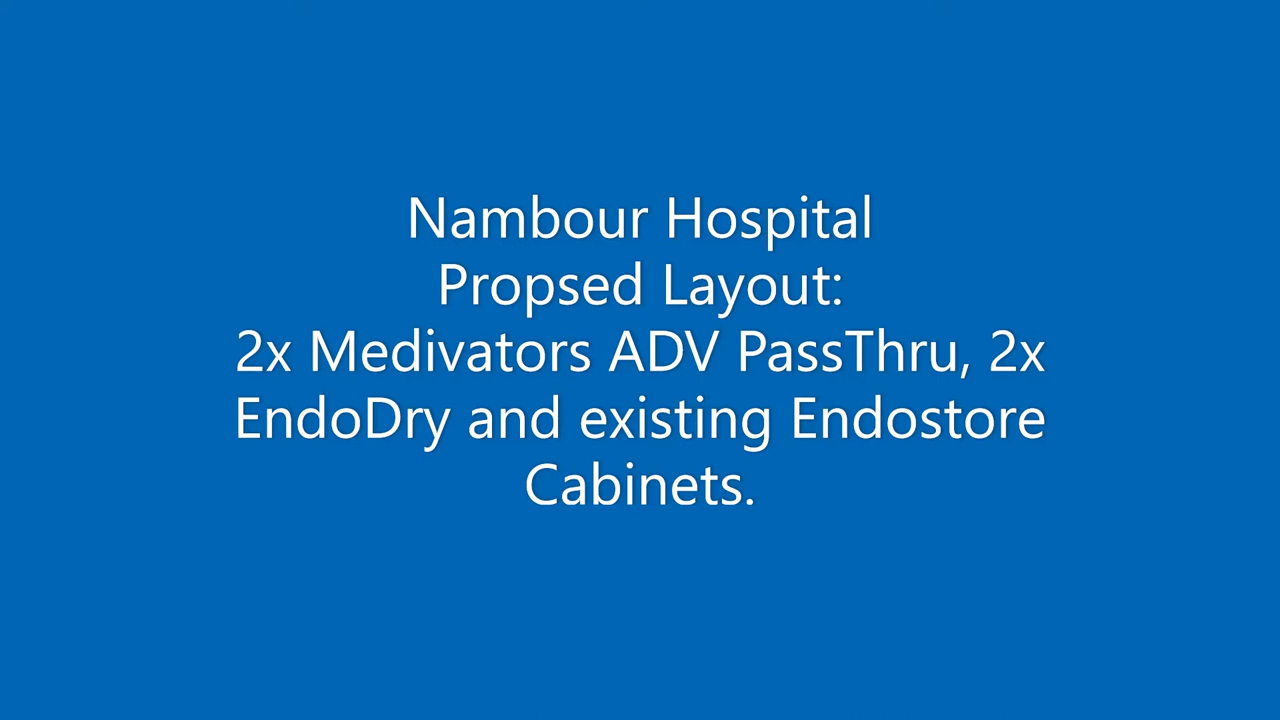 Nambour Hospital
Propsed Layout:
2x Medivators ADV PassThru, 2x
EndoDry and existing Endostore
Cabinets.